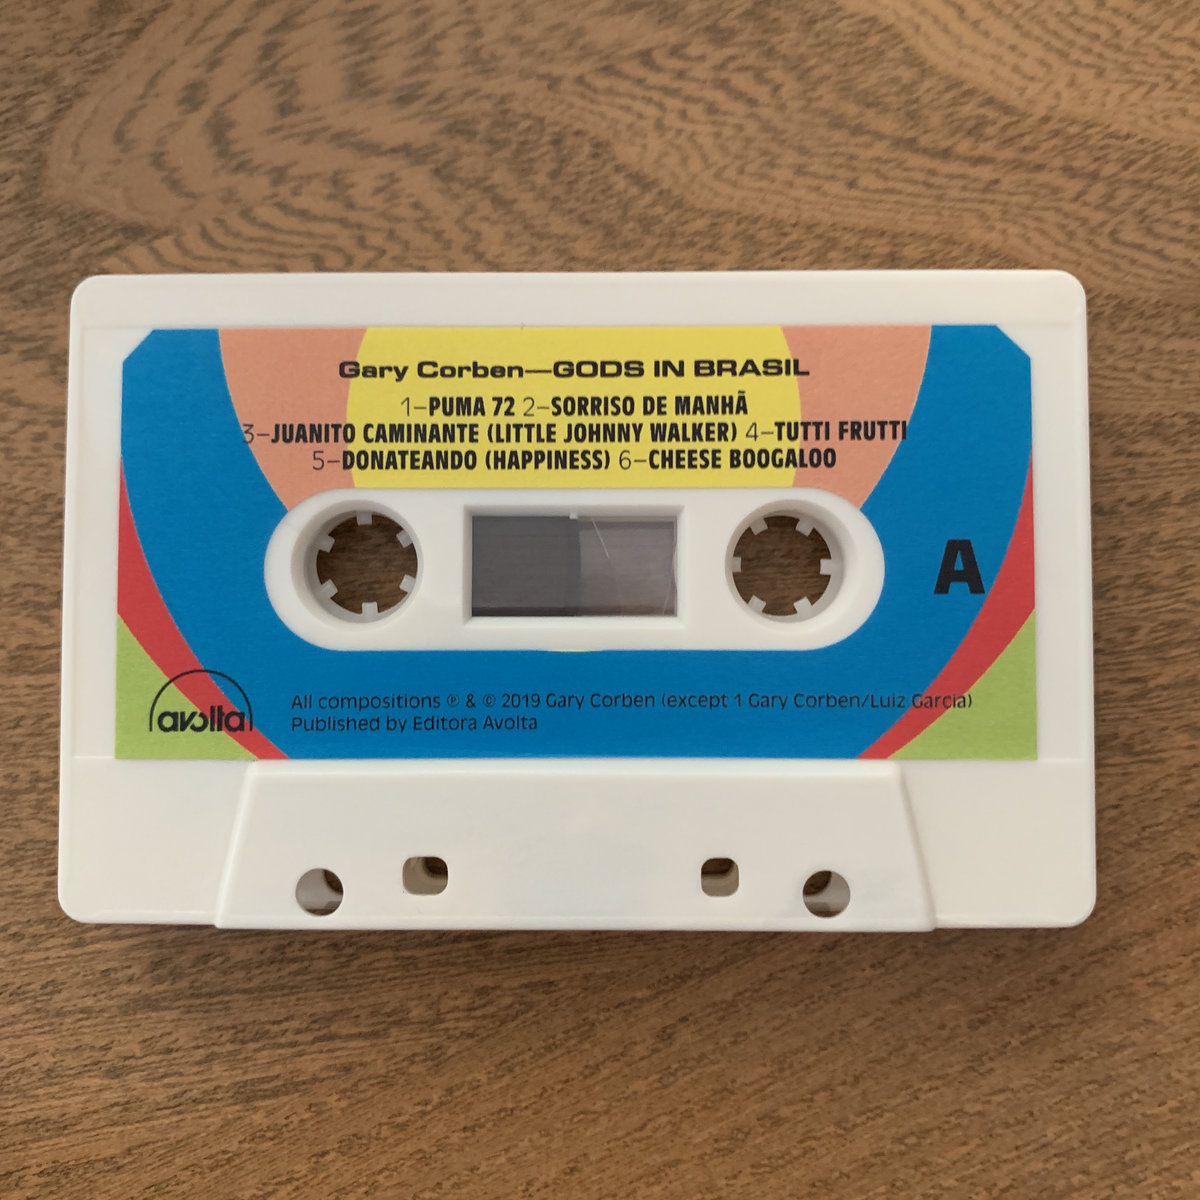 Gary Corben—GODS IN BRASIL
1–PUMA 72 2–SORRISO DE MANHÃ
3–JUANITO CAMINANTE (LITTLE JOHNNY WALKER) 4–TUTTI FRUTTI
5–DONATEANDO (HAPPINESS) 6–CHEESE BOOGALOO
A
avolta
All compositions ℗ & © 2019 Gary Corben (except 1 Gary Corben/Luiz Garcia)
Published by Editora Avolta